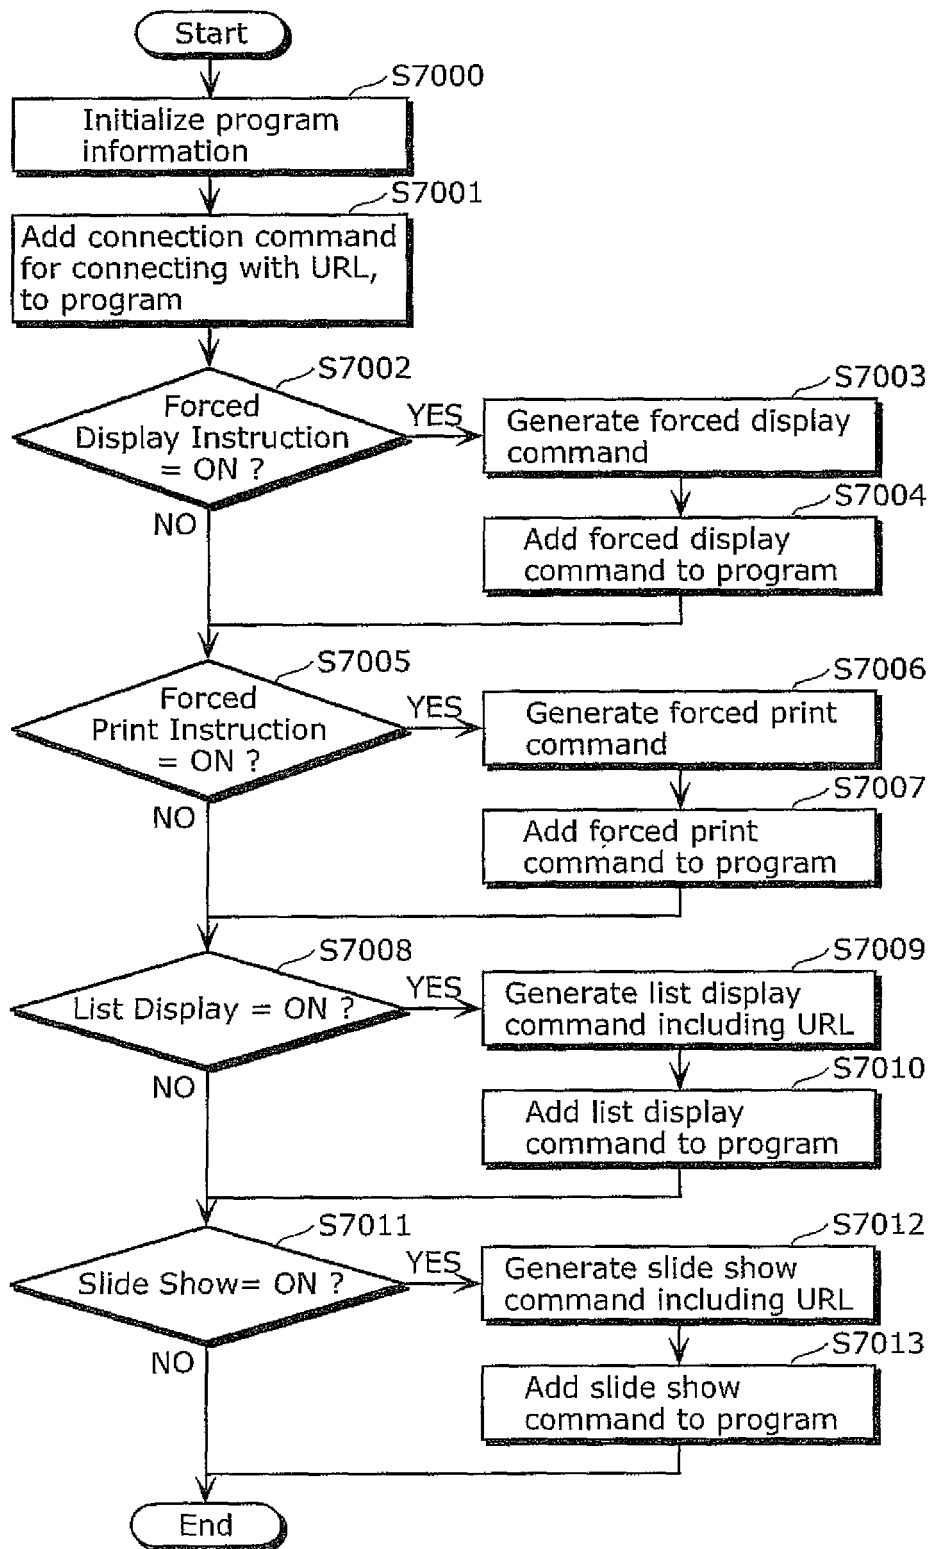 Start
S7000
Initialize program
information
S7001
Add connection command
for connecting with URL,
to program
S7002
Forced
Display Instruction
= ON ?
YES
NO
S7003
Generate forced display
command
S7004
Add forced display
command to program
S7005
Forced
Print Instruction
= ON ?
YES
NO
S7006
Generate forced print
command
S7007
Add forced print
command to program
S7008
List Display = ON ?
YES
NO
S7009
Generate list display
command including URL
S7010
Add list display
command to program
S7011
Slide Show= ON ?
YES
NO
S7012
Generate slide show
command including URL
S7013
Add slide show
command to program
End